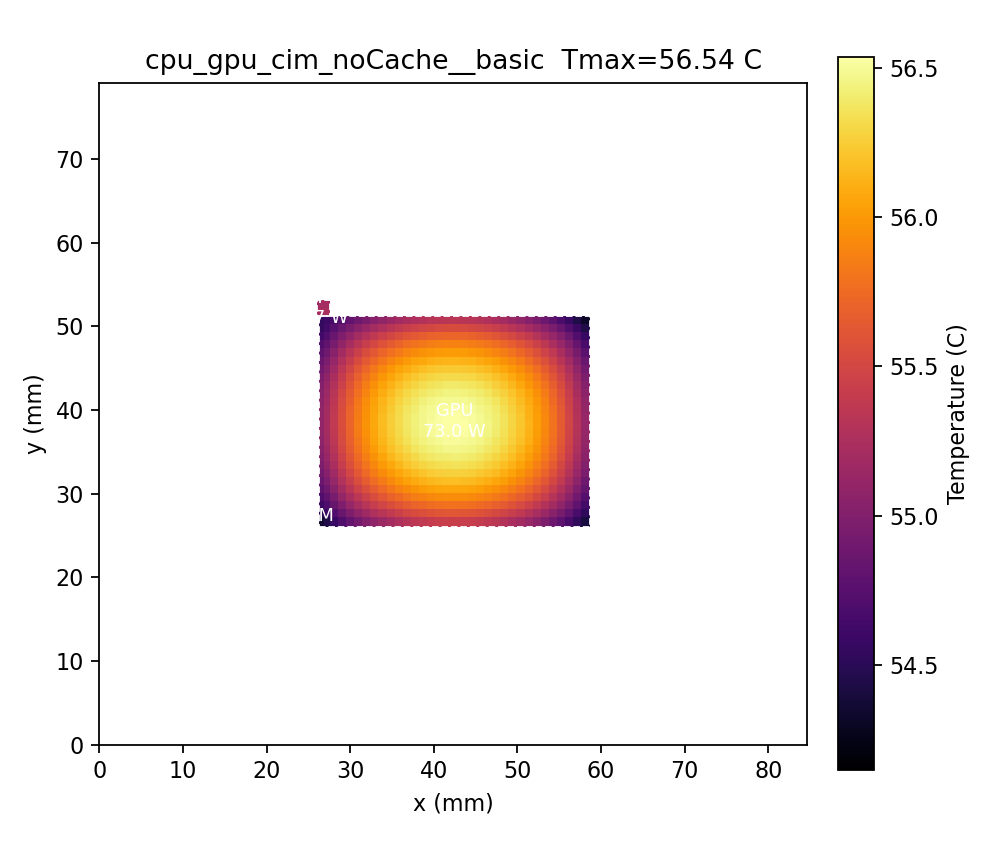 cpu_gpu_cim_noCache__basic  Tmax=56.54 C
70
60
50
40
30
20
10
0
y (mm)
W
GPU
73.0 W
M
0 10 20 30 40 50 60 70 80
x (mm)
56.5
56.0
55.5
55.0
54.5
Temperature (C)